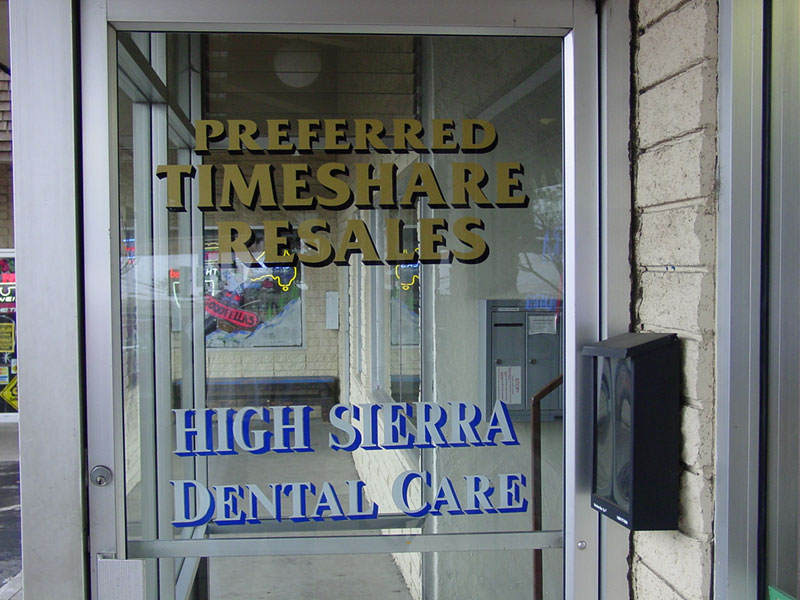 PREFERRED
TIMESHARE
RESALES
HIGH SIERRA
DENTAL CARE